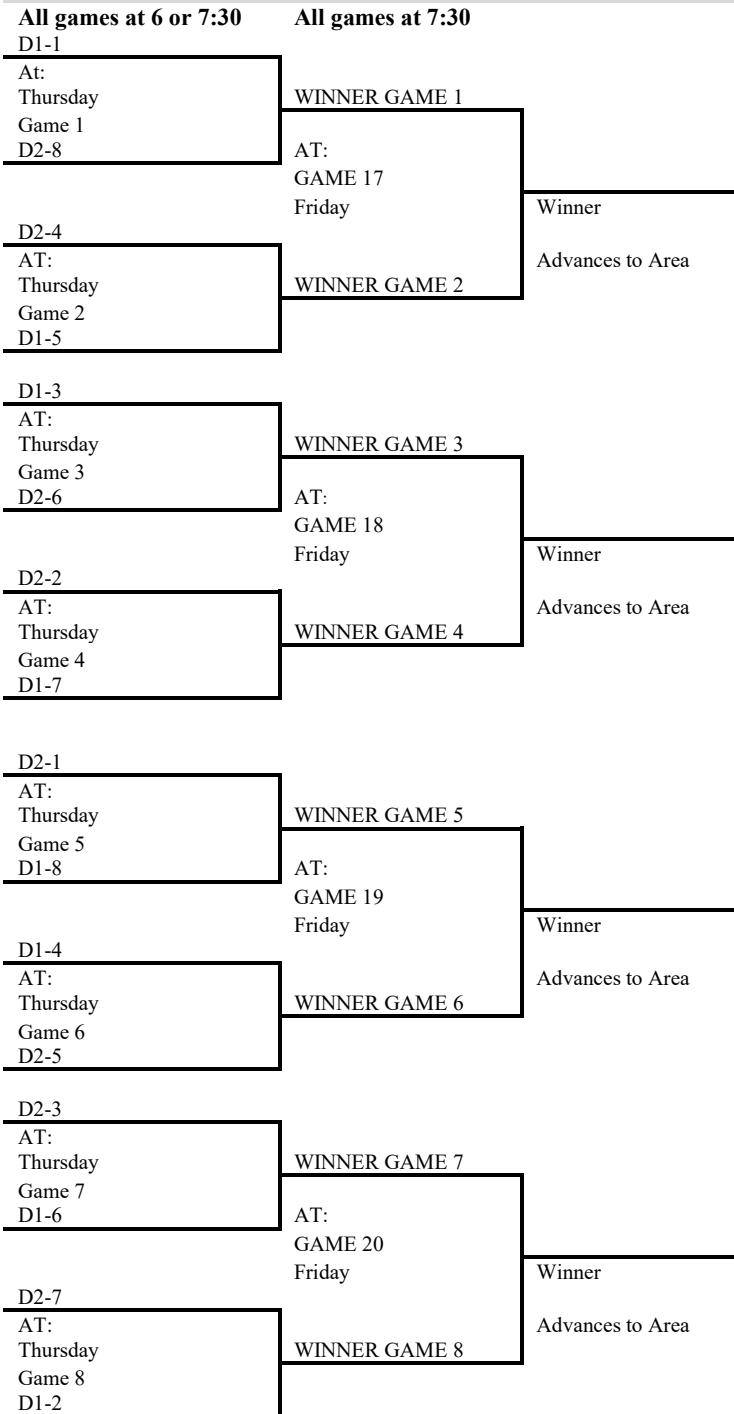 All games at 6 or 7:30 All games at 7:30
D1-1
At:
Thursday WINNER GAME 1
Game 1
D2-8 AT:
GAME 17
Friday Winner
D2-4
AT: Advances to Area
Thursday WINNER GAME 2
Game 2
D1-5
D1-3
AT:
Thursday WINNER GAME 3
Game 3
D2-6 AT:
GAME 18
Friday Winner
D2-2
AT: Advances to Area
Thursday WINNER GAME 4
Game 4
D1-7
D2-1
AT:
Thursday WINNER GAME 5
Game 5
D1-8 AT:
GAME 19
Friday Winner
D1-4
AT: Advances to Area
Thursday WINNER GAME 6
Game 6
D2-5
D2-3
AT:
Thursday WINNER GAME 7
Game 7
D1-6 AT:
GAME 20
Friday Winner
D2-7
AT: Advances to Area
Thursday WINNER GAME 8
Game 8
D1-2